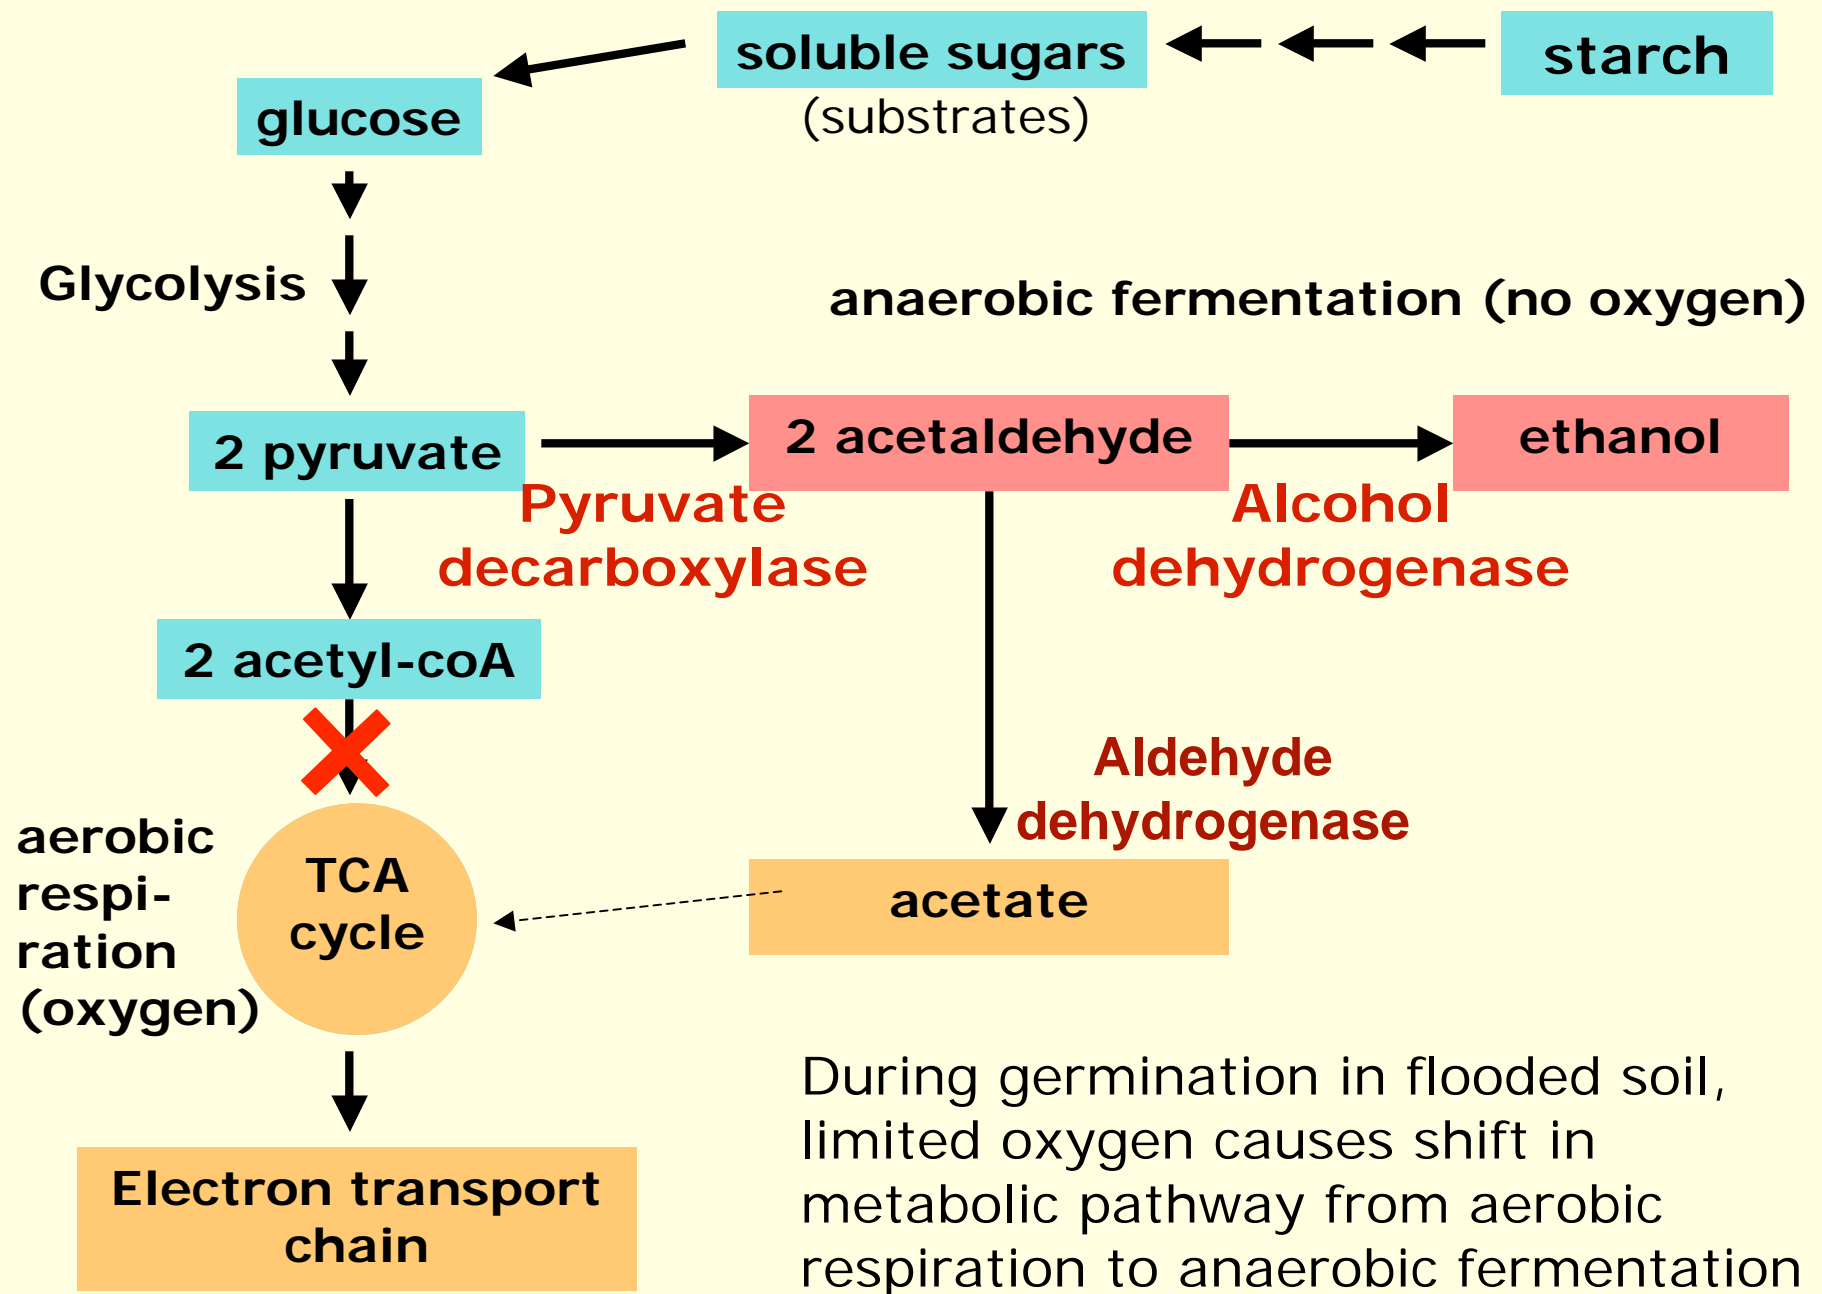 soluble sugars
starch
(substrates)
glucose
Glycolysis
anaerobic fermentation (no oxygen)
2 pyruvate
2 acetaldehyde
ethanol
Pyruvate
decarboxylase
Alcohol
dehydrogenase
2 acetyl-coA
Aldehyde
dehydrogenase
aerobic
respi-
ration
(oxygen)
TCA
cycle
acetate
Electron transport
chain
During germination in flooded soil,
limited oxygen causes shift in
metabolic pathway from aerobic
respiration to anaerobic fermentation